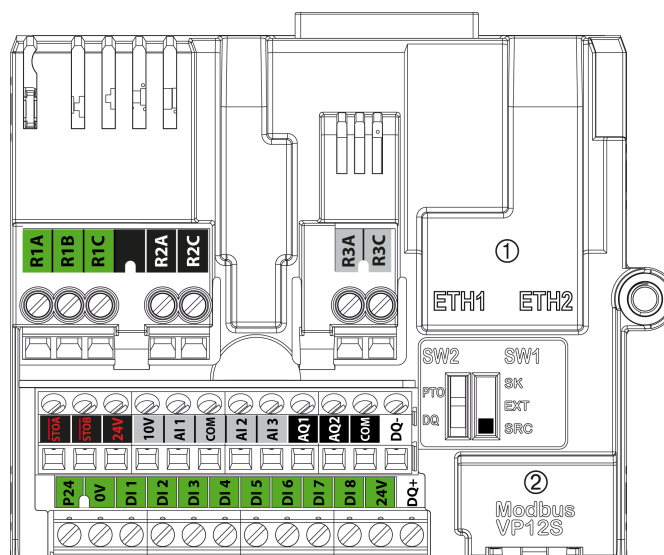 R1A R1B R1C R2A R2C R3A R3C
①
ETH1 ETH2
SW2 SW1
PTO SK
EXT
DQ SRC
STOA STOB 24V 10V AI 1 COM AI 2 AI 3 AQ1 AQ2 COM DQ-
P24 0V DI 1 DI 2 DI 3 DI 4 DI 5 DI 6 DI 7 DI 8 24V DQ+
②
Modbus
VP12S